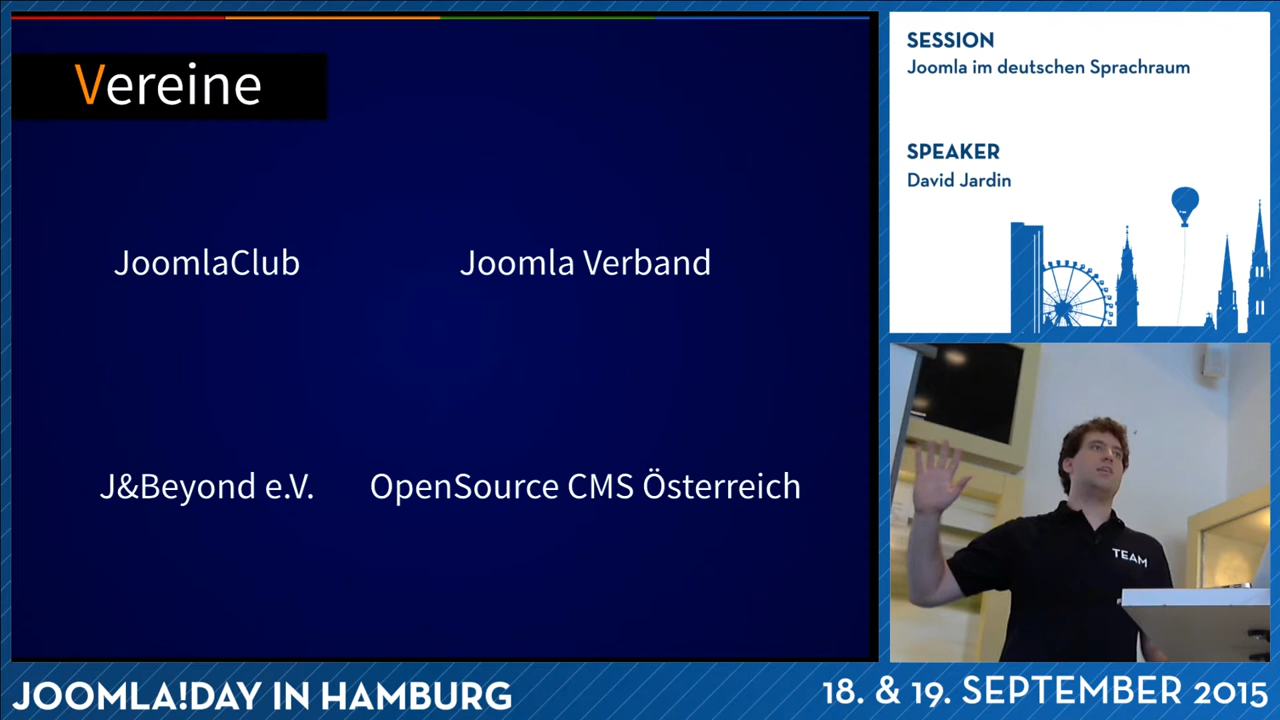 Vereine
JoomlaClub
Joomla Verband
J&Beyond e.V.
OpenSource CMS Österreich
SESSION
Joomla im deutschen Sprachraum
SPEAKER
David Jardin
TEAM
JOOMLA!DAY IN HAMBURG
18. & 19. SEPTEMBER 2015